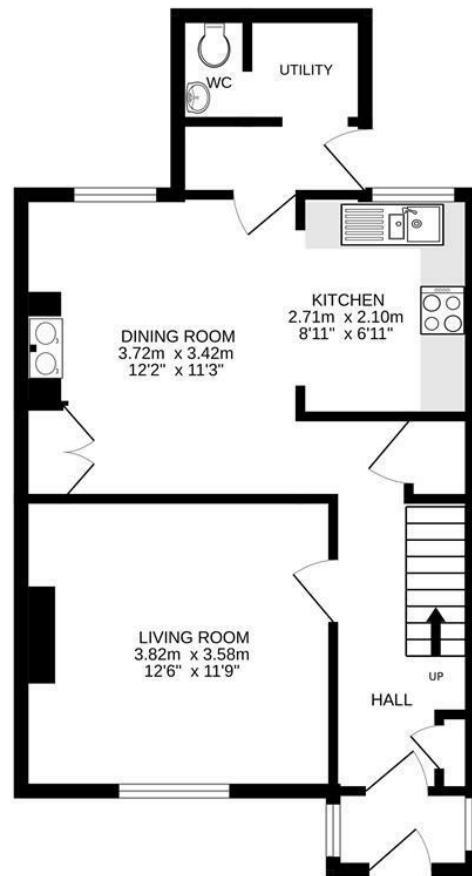 WC
UTILITY
KITCHEN
2.71m x 2.10m
8'11" x 6'11"
DINING ROOM
3.72m x 3.42m
12'2" x 11'3"
LIVING ROOM
3.82m x 3.58m
12'6" x 11'9"
UP
HALL